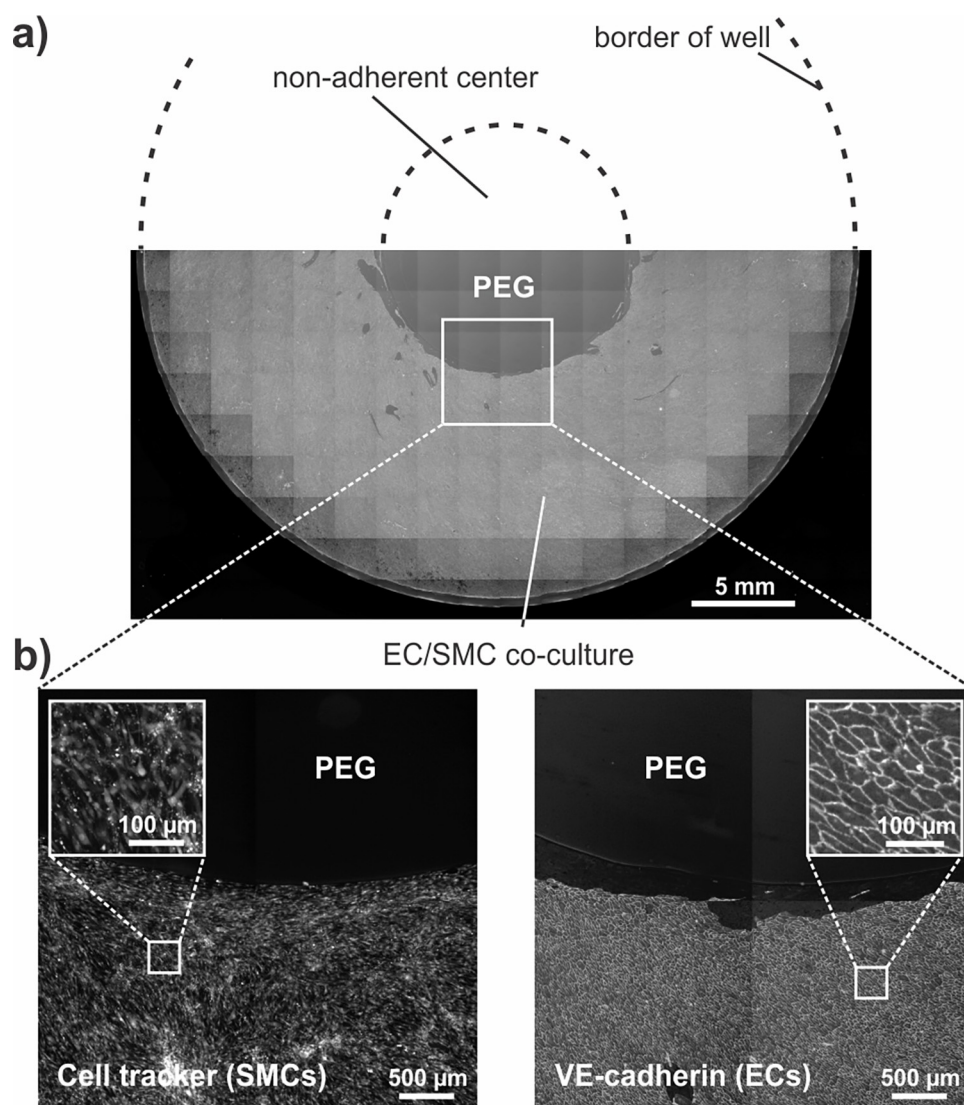 a)
border of well
non-adherent center
PEG
5 mm
EC/SMC co-culture
b)
PEG
100 µm
Cell tracker (SMCs)
500 µm
PEG
100 µm
VE-cadherin (ECs)
500 µm